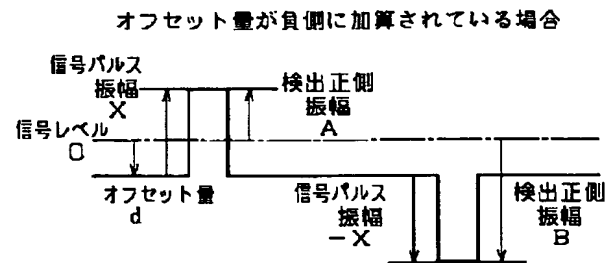 オフセット量が負側に加算されている場合
信号パルス
振幅
X
検出正側
振幅
A
信号レベル
0
オフセット量
d
信号パルス
振幅
－X
検出正側
振幅
B